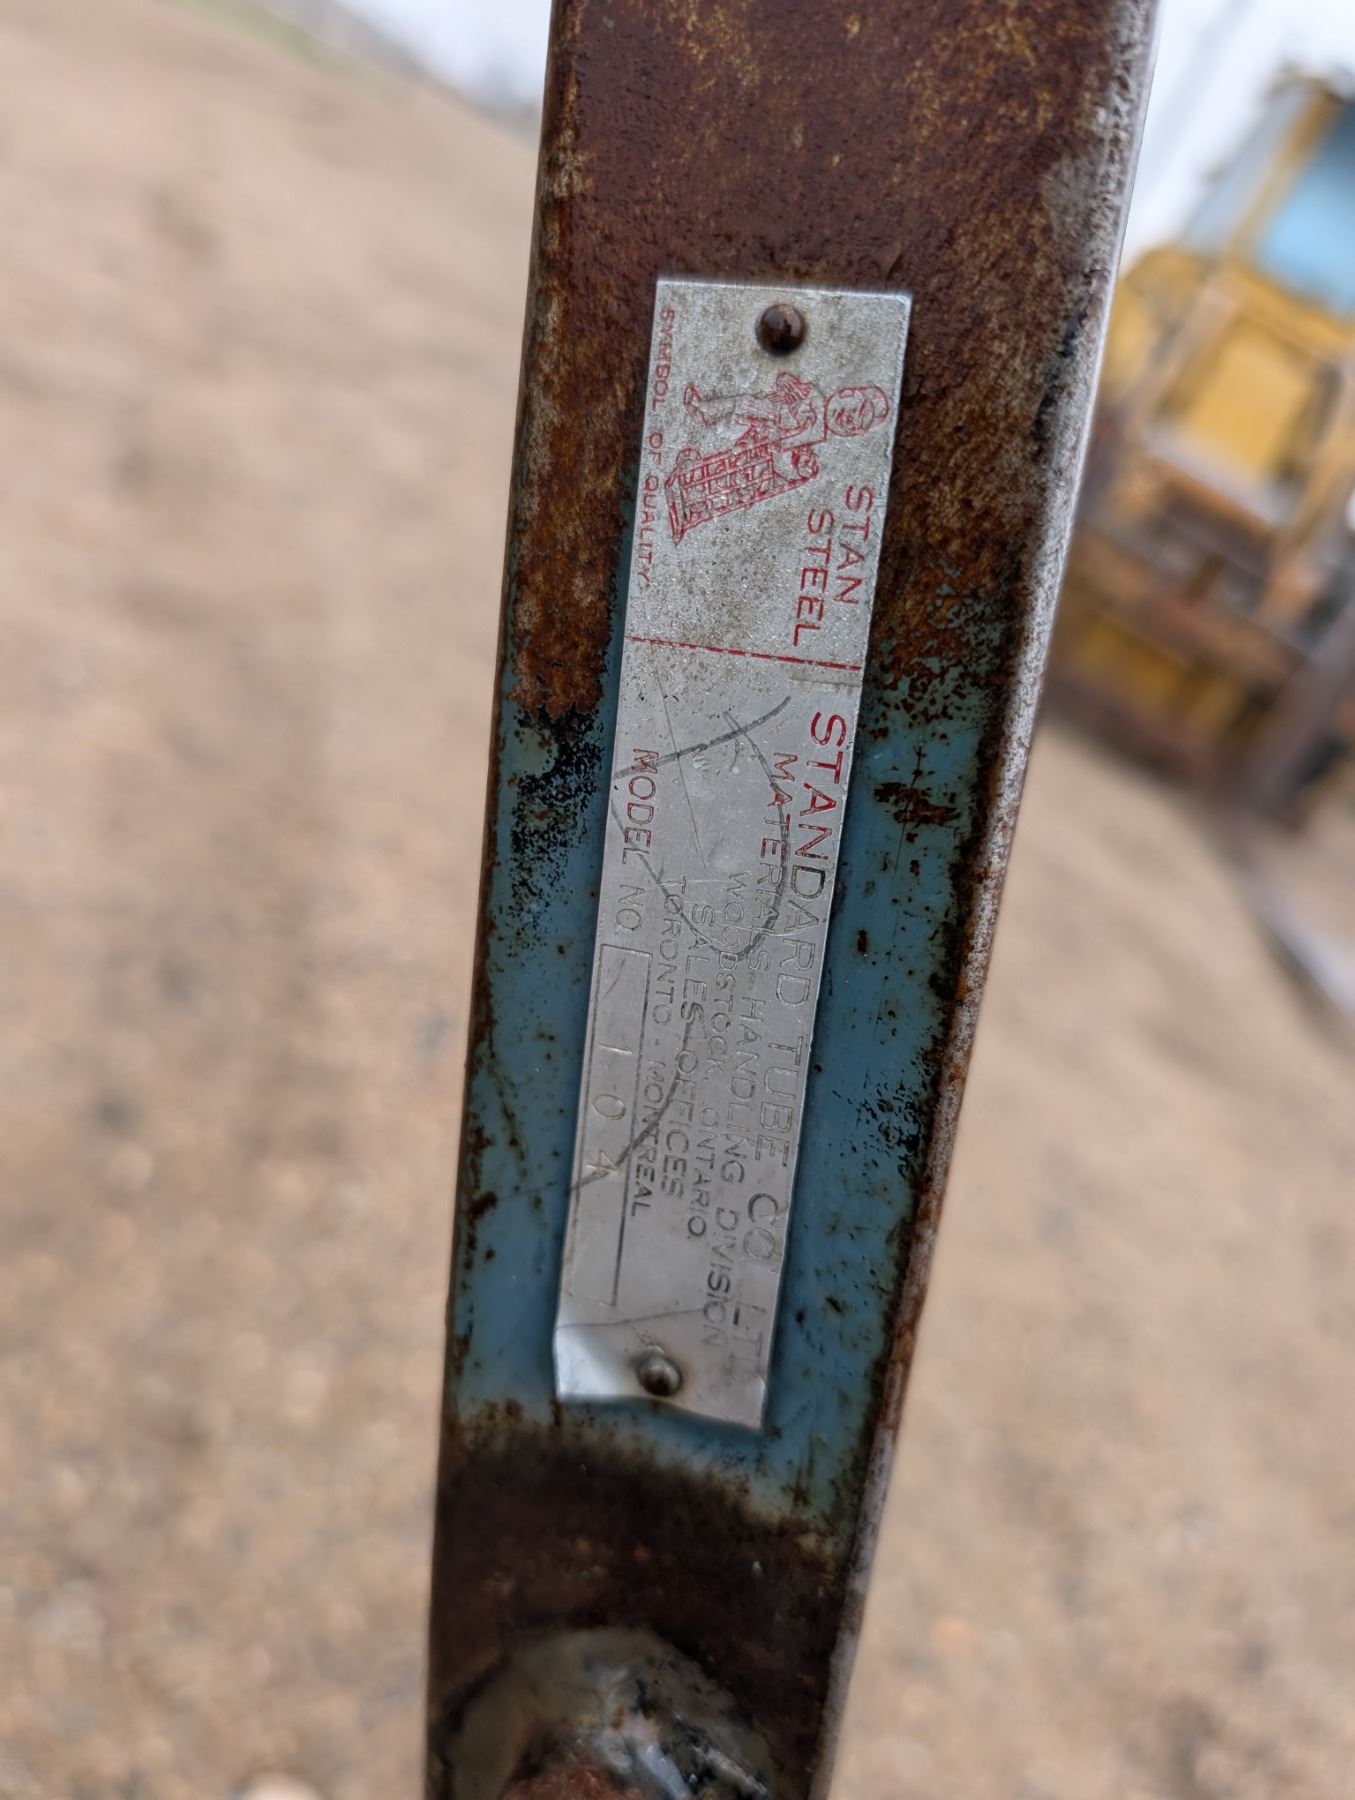 STAN
STEEL
SYMBOL OF QUALITY
STANDARD TUBE CO LT
MATERIALS HANDLING DIVISION
WOODSTOCK, ONTARIO
SALES OFFICES
TORONTO - MONTREAL
MODEL NO. 104